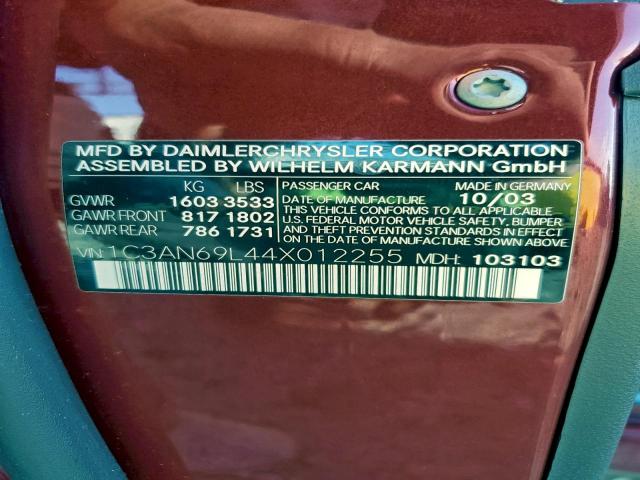 MFD BY DAIMLERCHRYSLER CORPORATION
ASSEMBLED BY WILHELM KARMANN GmbH
KG LBS
GVWR 1603 3533
GAWR FRONT 817 1802
GAWR REAR 786 1731
PASSENGER CAR MADE IN GERMANY
DATE OF MANUFACTURE 10/03
THIS VEHICLE CONFORMS TO ALL APPLICABLE
U.S. FEDERAL MOTOR VEHICLE SAFETY, BUMPER,
AND THEFT PREVENTION STANDARDS IN EFFECT
ON THE DATE OF MANUFACTURE SHOWN ABOVE
VIN: 1C3AN69L44X012255 MDH: 103103